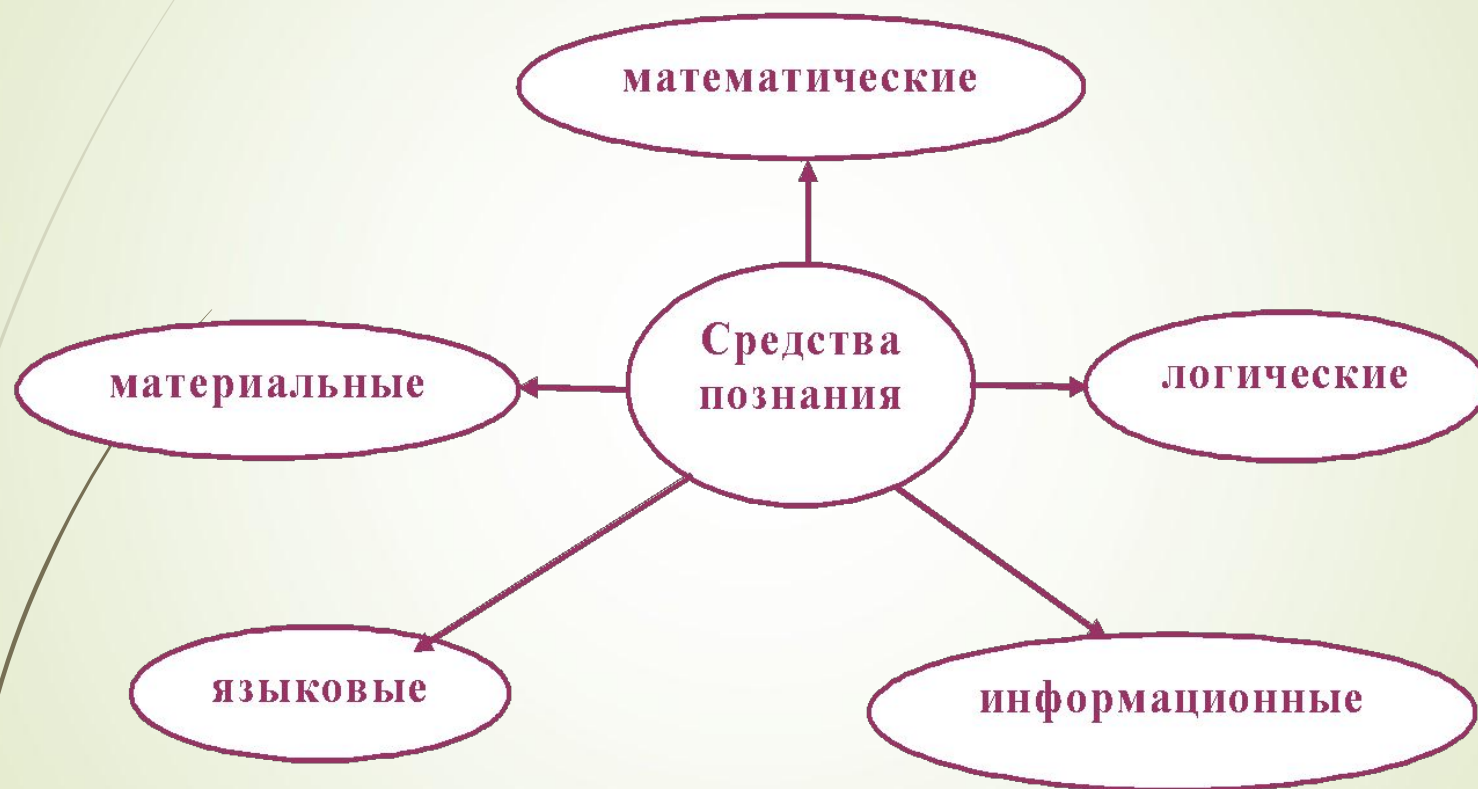 математические
Средства
познания
материальные
логические
языковые
информационные